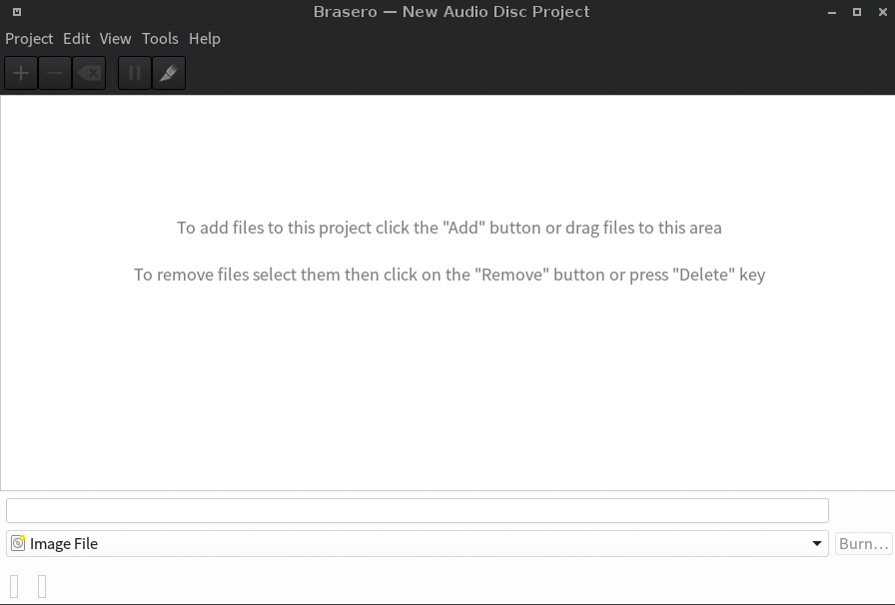 Brasero — New Audio Disc Project
Project Edit View Tools Help
To add files to this project click the "Add" button or drag files to this area
To remove files select them then click on the "Remove" button or press "Delete" key
Image File
Burn...